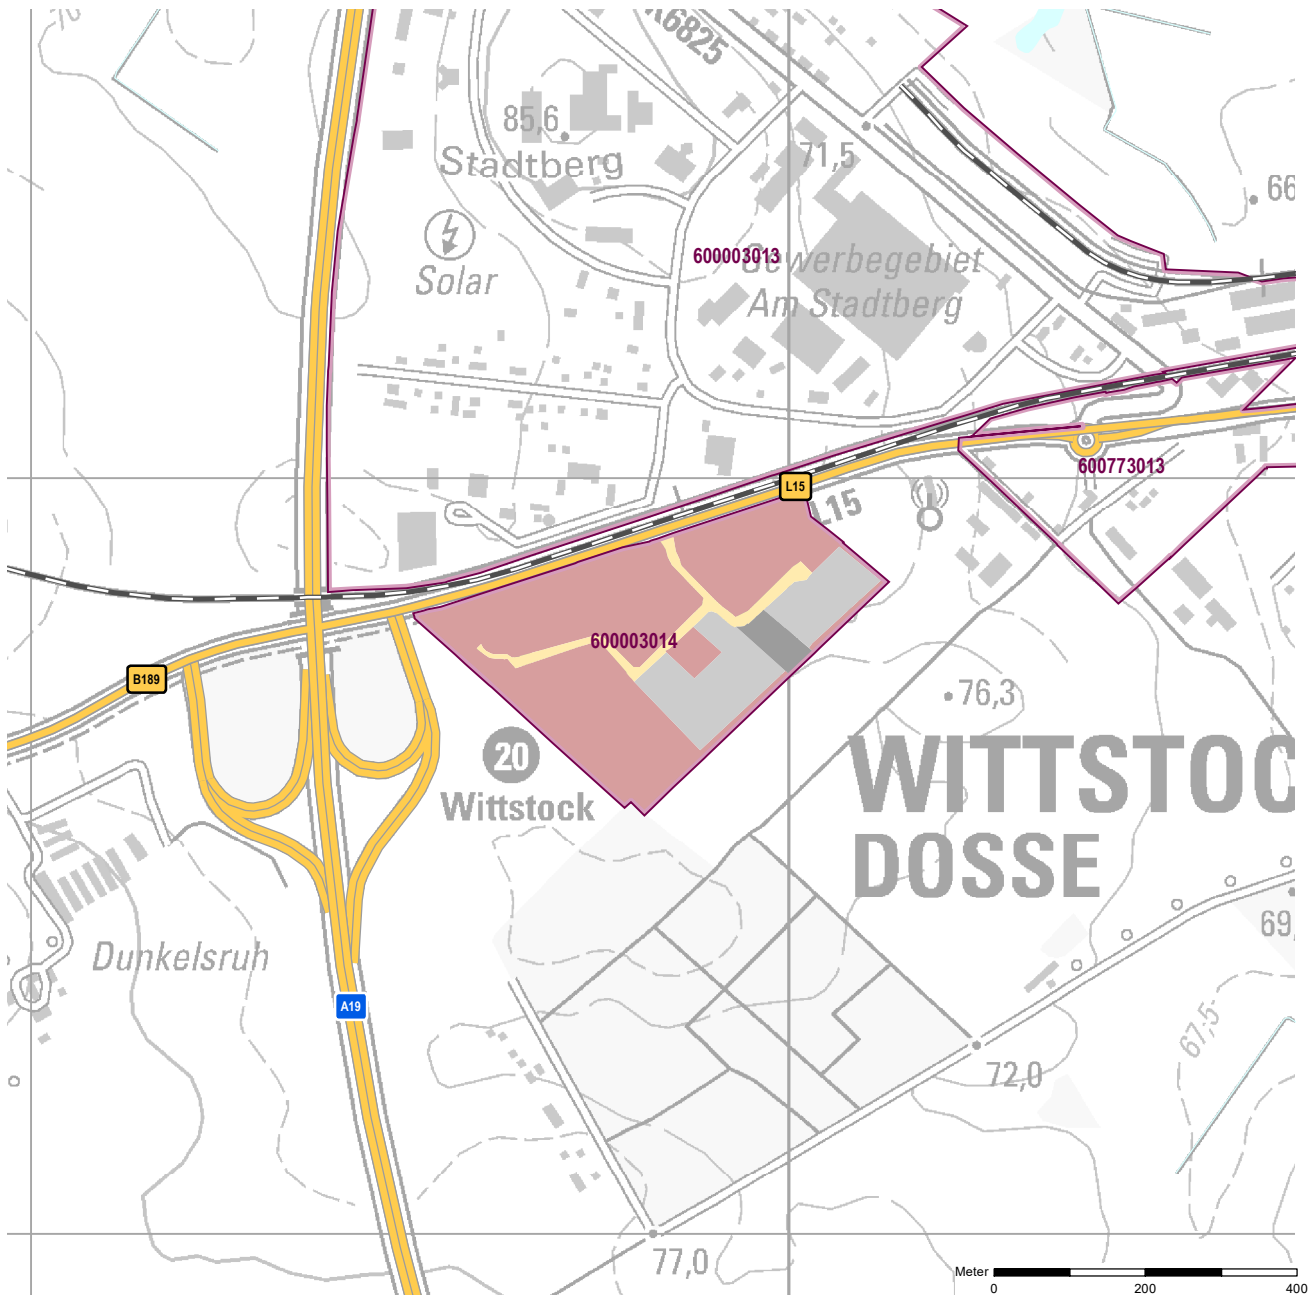 K6825
85,6
Stadtberg
71,5
66
Solar
600003013
Gewerbegebiet
Am Stadtberg
600773013
L15
L15
600003014
B189
76,3
20
Wittstock
WITTSTOC
DOSSE
69,
Dunkelsruh
A19
67,5
72,0
77,0
Meter
0 200 400